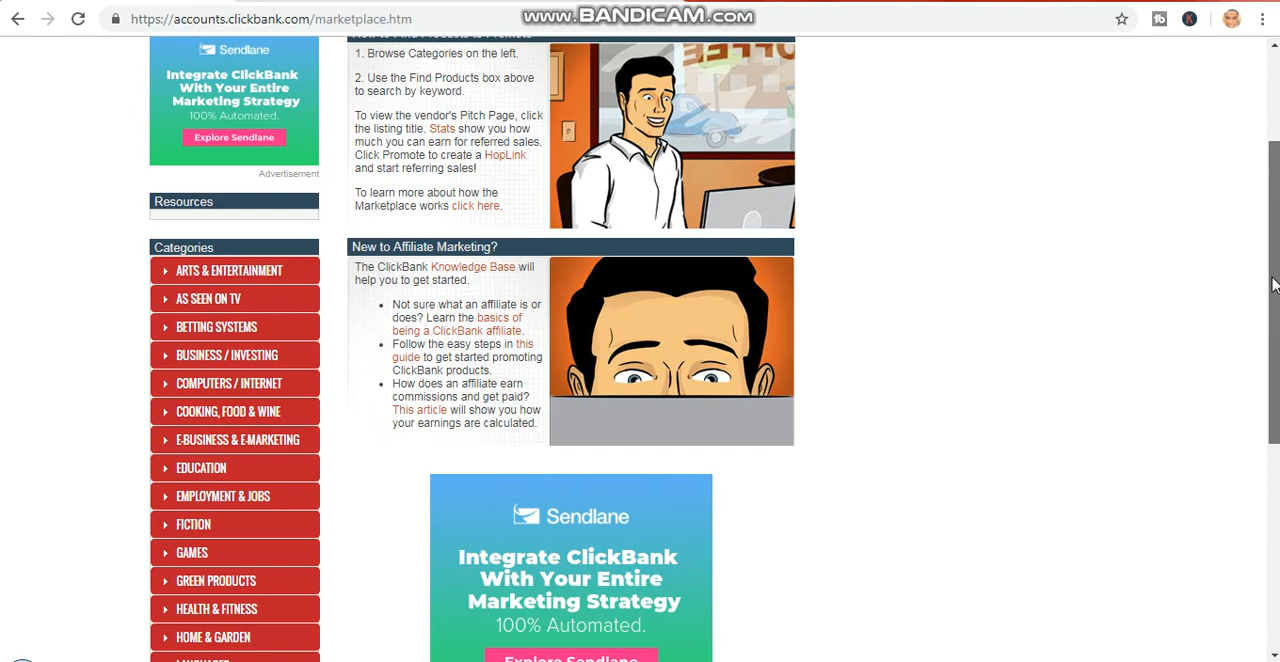 https://accounts.clickbank.com/marketplace.htm
www.BANDICAM.com
Sendlane
Integrate ClickBank
With Your Entire
Marketing Strategy
100% Automated.
Explore Sendlane
Advertisement
Resources
Categories
ARTS & ENTERTAINMENT
AS SEEN ON TV
BETTING SYSTEMS
BUSINESS / INVESTING
COMPUTERS / INTERNET
COOKING, FOOD & WINE
E-BUSINESS & E-MARKETING
EDUCATION
EMPLOYMENT & JOBS
FICTION
GAMES
GREEN PRODUCTS
HEALTH & FITNESS
HOME & GARDEN
1. Browse Categories on the left.
2. Use the Find Products box above
to search by keyword.
To view the vendor's Pitch Page, click
the listing title. Stats show you how
much you can earn for referred sales.
Click Promote to create a HopLink
and start referring sales!
To learn more about how the
Marketplace works click here.
New to Affiliate Marketing?
The ClickBank Knowledge Base will
help you to get started.
Not sure what an affiliate is or
does? Learn the basics of
being a ClickBank affiliate.
Follow the easy steps in this
guide to get started promoting
ClickBank products.
How does an affiliate earn
commissions and get paid?
This article will show you how
your earnings are calculated.
Sendlane
Integrate ClickBank
With Your Entire
Marketing Strategy
100% Automated.
Explore Sendlane